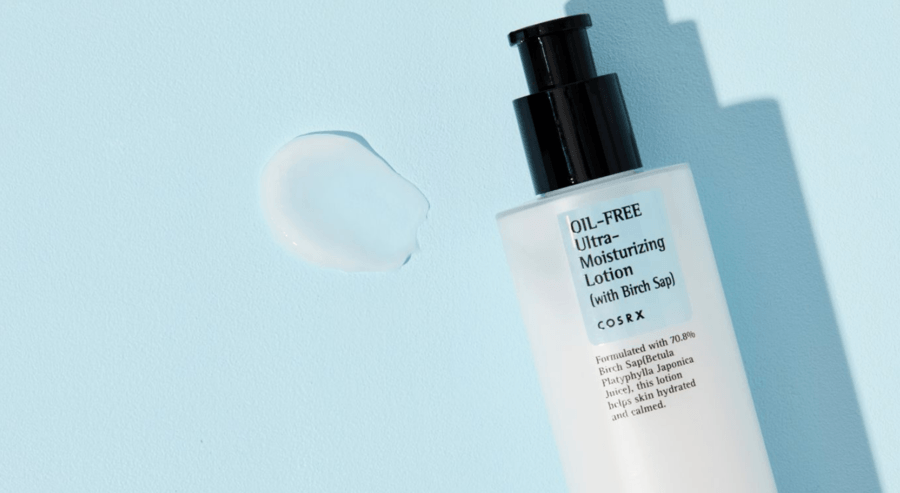 OIL-FREE
Ultra-
Moisturizing
Lotion
(with Birch Sap)
COSRX
Formulated with 70.8%
Birch Sap(Betula
Platyphylla Japonica
Juice), this lotion
helps skin hydrated
and calmed.